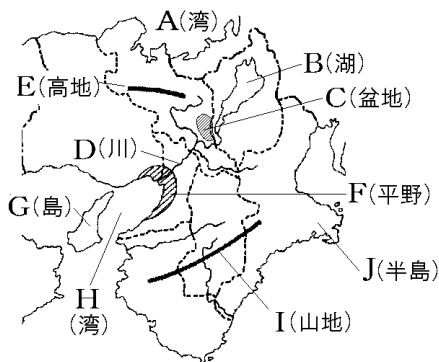 A(湾)
B(湖)
E(高地)
C(盆地)
D(川)
F(平野)
G(島)
J(半島)
H
(湾)
I(山地)